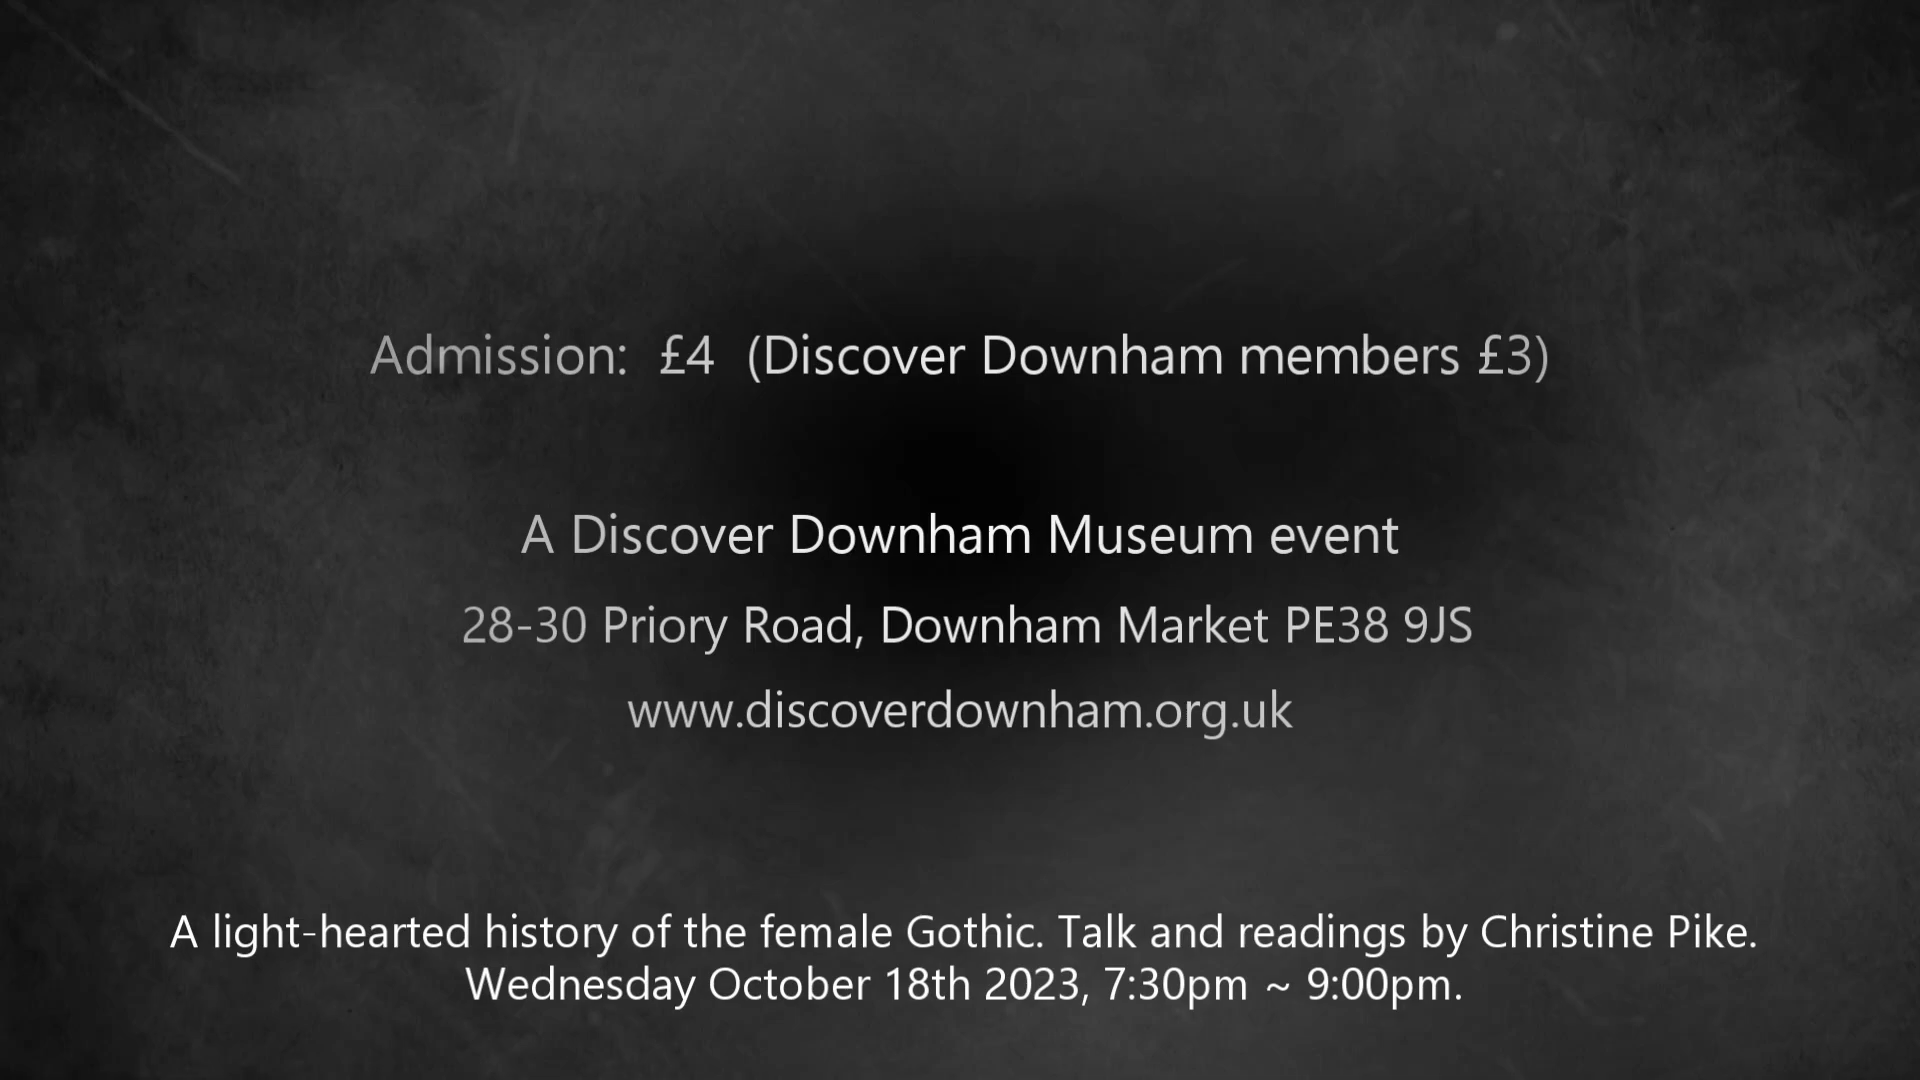 Admission: £4 (Discover Downham members £3)
A Discover Downham Museum event
28-30 Priory Road, Downham Market PE38 9JS
www.discoverdownham.org.uk
A light-hearted history of the female Gothic. Talk and readings by Christine Pike.
Wednesday October 18th 2023, 7:30pm ~ 9:00pm.